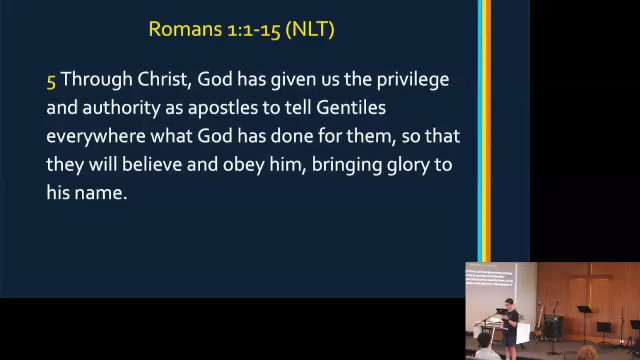 Romans 1:1-15 (NLT)
5 Through Christ, God has given us the privilege
and authority as apostles to tell Gentiles
everywhere what God has done for them, so that
they will believe and obey him, bringing glory to
his name.